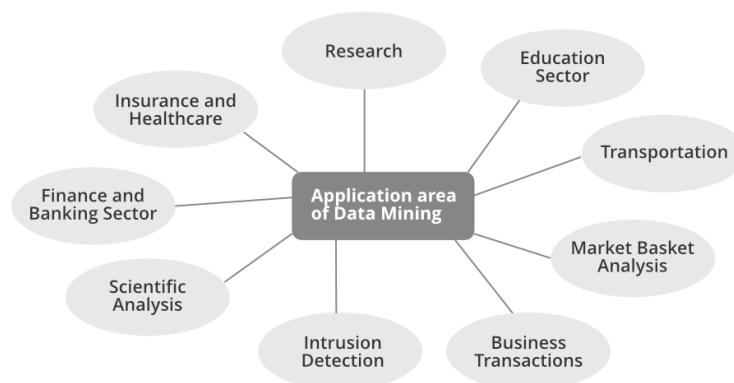 Research
Education
Sector
Insurance and
Healthcare
Transportation
Application area
of Data Mining
Finance and
Banking Sector
Market Basket
Analysis
Scientific
Analysis
Intrusion
Detection
Business
Transactions